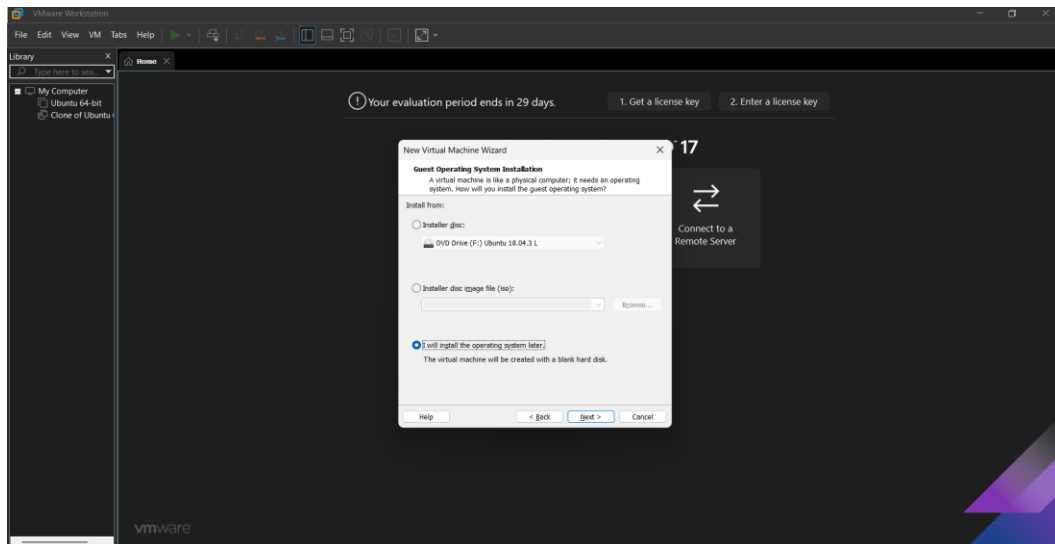 VMware Workstation
File Edit View VM Tabs Help
Library X
Home X
Type here to sea...
My Computer
Ubuntu 64-bit
Clone of Ubuntu
Your evaluation period ends in 29 days.
1. Get a license key
2. Enter a license key
17
Connect to a
Remote Server
New Virtual Machine Wizard
Guest Operating System Installation
A virtual machine is like a physical computer; it needs an operating
system. How will you install the guest operating system?
Install from:
Installer disc:
DVD Drive (F:) Ubuntu 18.04.3 L
Installer disc image file (iso):
Browse...
I will install the operating system later.
The virtual machine will be created with a blank hard disk.
Help < Back Next > Cancel
vmware